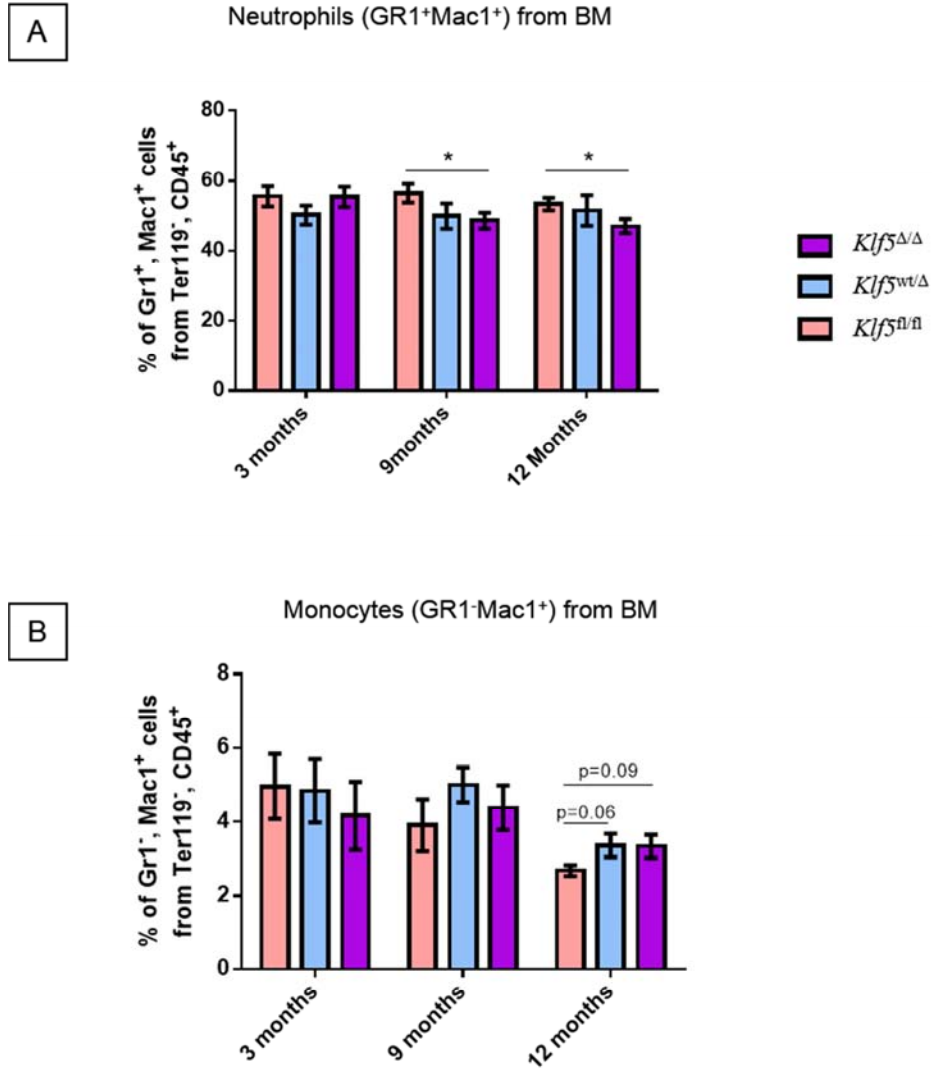 A
Neutrophils (GR1⁺Mac1⁺) from BM
% of Gr1⁺, Mac1⁺ cells
from Ter119⁻, CD45⁺
80
60
40
20
0
*
*
3 months
9months
12 Months
Klf5^Δ/Δ
Klf5^wt/Δ
Klf5^fl/fl
B
Monocytes (GR1⁻Mac1⁺) from BM
% of Gr1⁻, Mac1⁺ cells
from Ter119⁻, CD45⁺
8
6
4
2
0
p=0.09
p=0.06
3 months
9 months
12 months